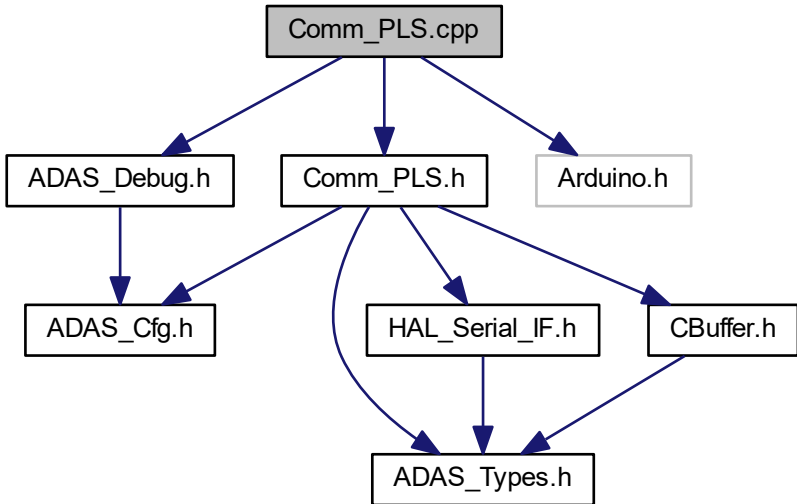 Comm_PLS.cpp
ADAS_Debug.h
Comm_PLS.h
Arduino.h
ADAS_Cfg.h
HAL_Serial_IF.h
CBuffer.h
ADAS_Types.h